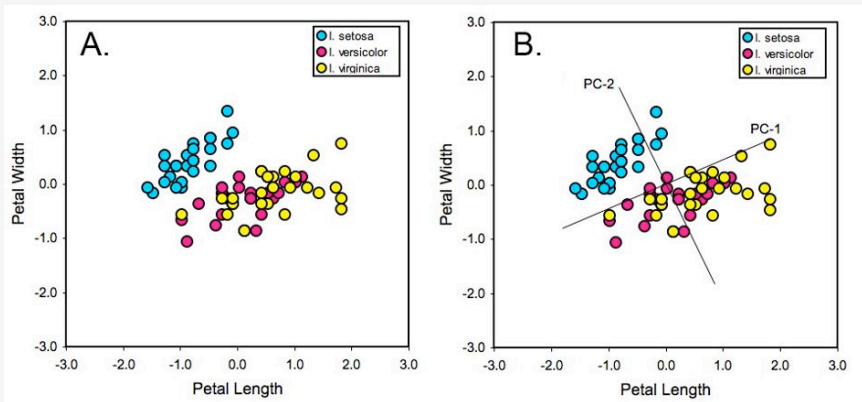 A.
I. setosa
I. versicolor
I. virginica
3.0
2.0
1.0
0.0
-1.0
-2.0
-3.0
Petal Width
-3.0 -2.0 -1.0 0.0 1.0 2.0 3.0
Petal Length
B.
I. setosa
I. versicolor
I. virginica
PC-2
PC-1
3.0
2.0
1.0
0.0
-1.0
-2.0
-3.0
Petal Width
-3.0 -2.0 -1.0 0.0 1.0 2.0 3.0
Petal Length